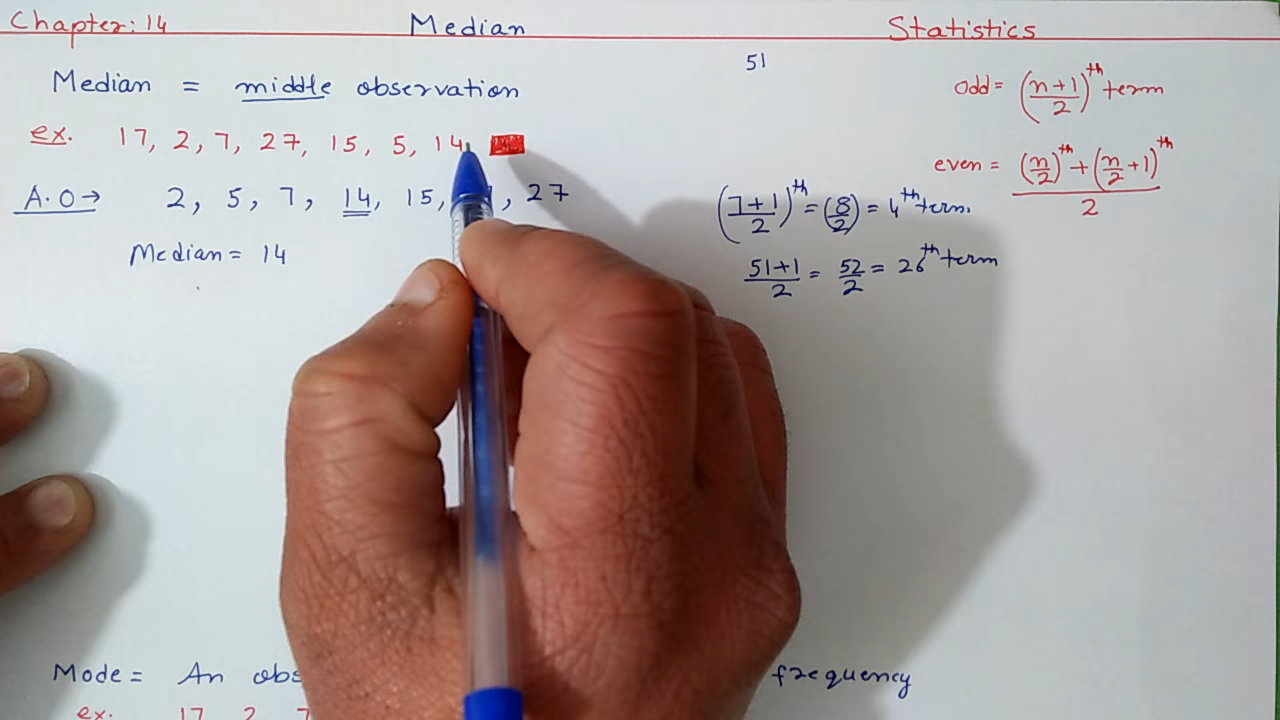 Chapter: 14 Median Statistics
51
Median = middle observation
odd = (n+1/2)th term
ex. 17, 2, 7, 27, 15, 5, 14
even = (n/2)th + (n/2 + 1)th / 2
A.O → 2, 5, 7, 14, 15, , 27
(7+1/2)th = (8/2) = 4th term.
Median = 14
51+1/2 = 52/2 = 26th term
Mode = An frequency
ex. 17 2 7